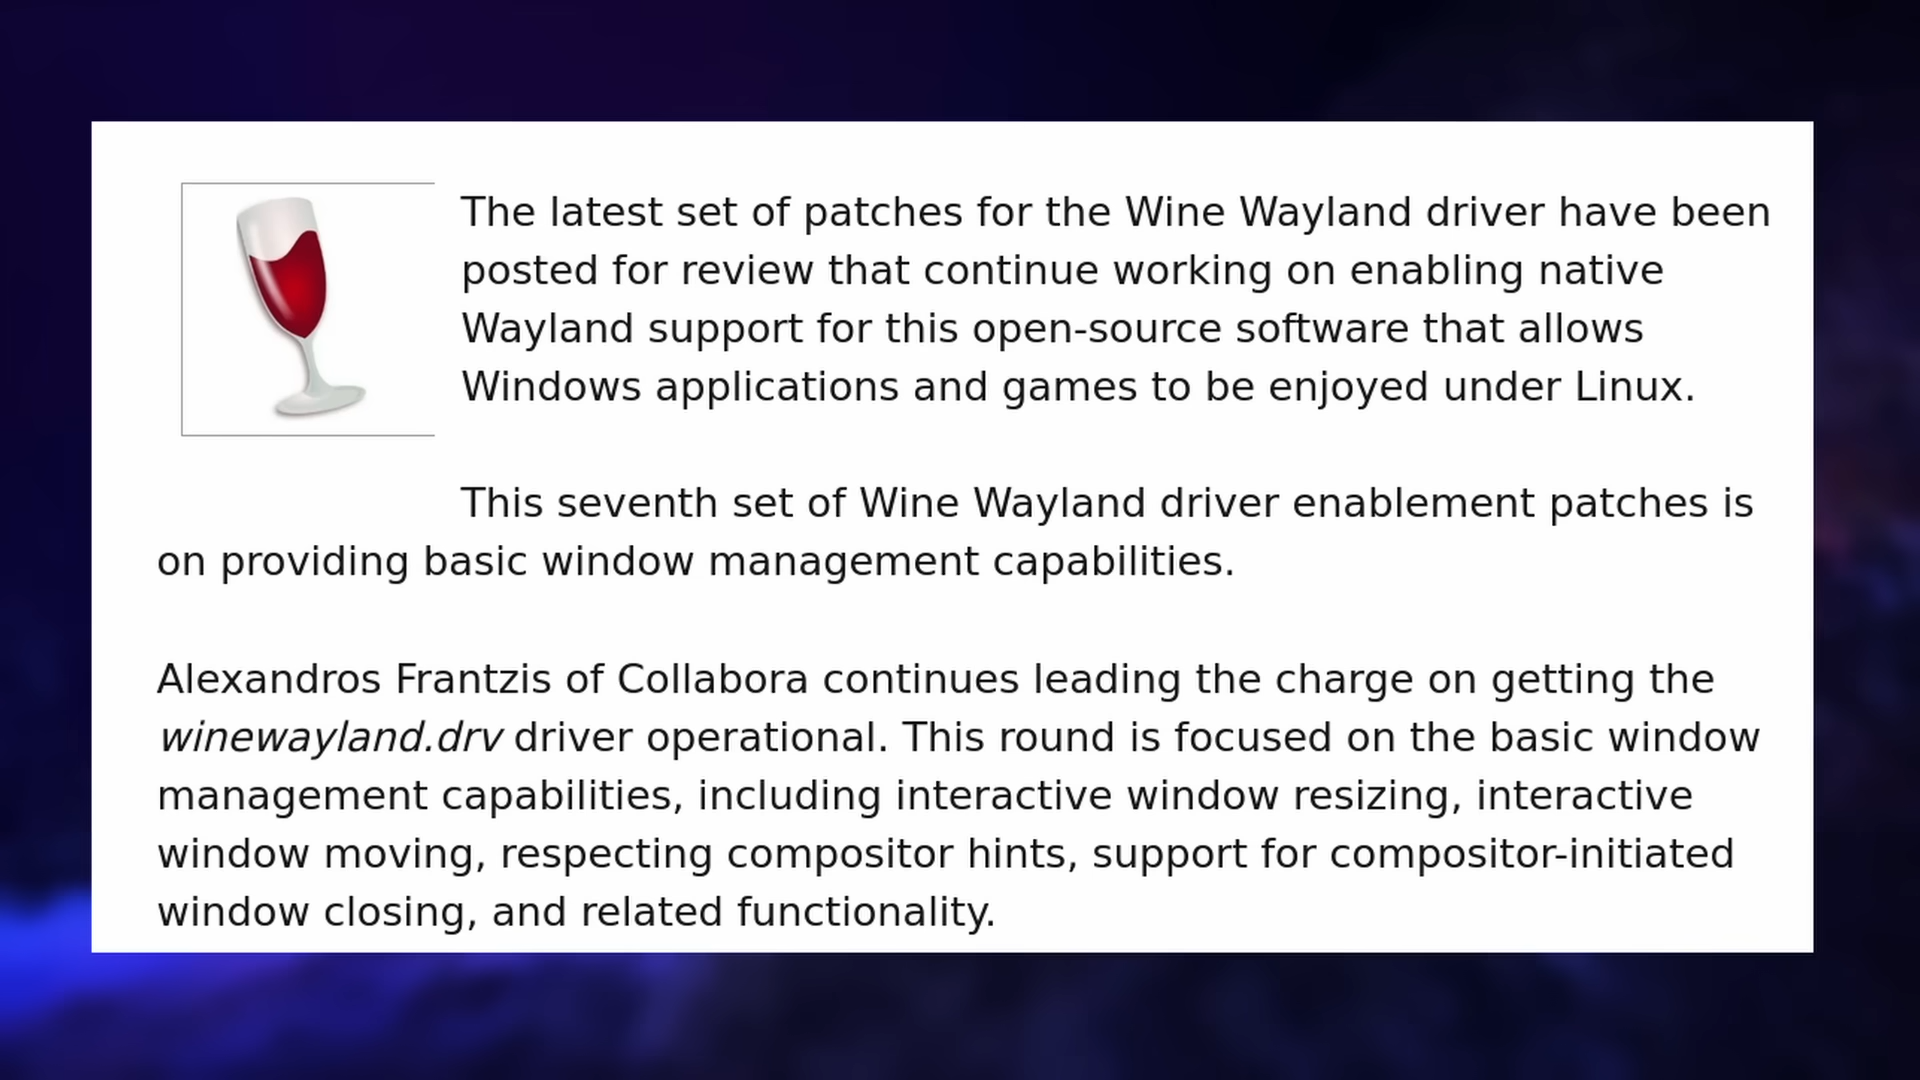 The latest set of patches for the Wine Wayland driver have been
posted for review that continue working on enabling native
Wayland support for this open-source software that allows
Windows applications and games to be enjoyed under Linux.
This seventh set of Wine Wayland driver enablement patches is
on providing basic window management capabilities.
Alexandros Frantzis of Collabora continues leading the charge on getting the
winewayland.drv driver operational. This round is focused on the basic window
management capabilities, including interactive window resizing, interactive
window moving, respecting compositor hints, support for compositor-initiated
window closing, and related functionality.